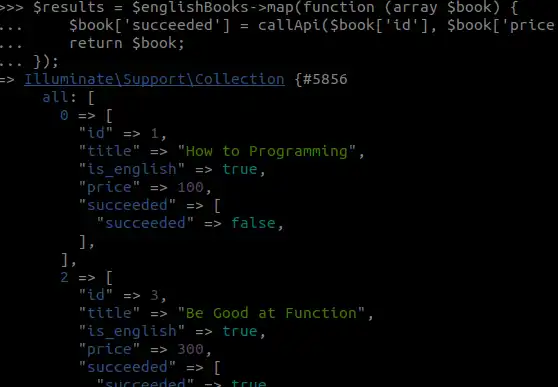 >>> $results = $englishBooks->map(function (array $book) {
...     $book['succeeded'] = callApi($book['id'], $book['price
...     return $book;
... });
=> Illuminate\Support\Collection {#5856
     all: [
       0 => [
         "id" => 1,
         "title" => "How to Programming",
         "is_english" => true,
         "price" => 100,
         "succeeded" => [
           "succeeded" => false,
         ],
       ],
       2 => [
         "id" => 3,
         "title" => "Be Good at Function",
         "is_english" => true,
         "price" => 300,
         "succeeded" => [
           "succeeded" => true